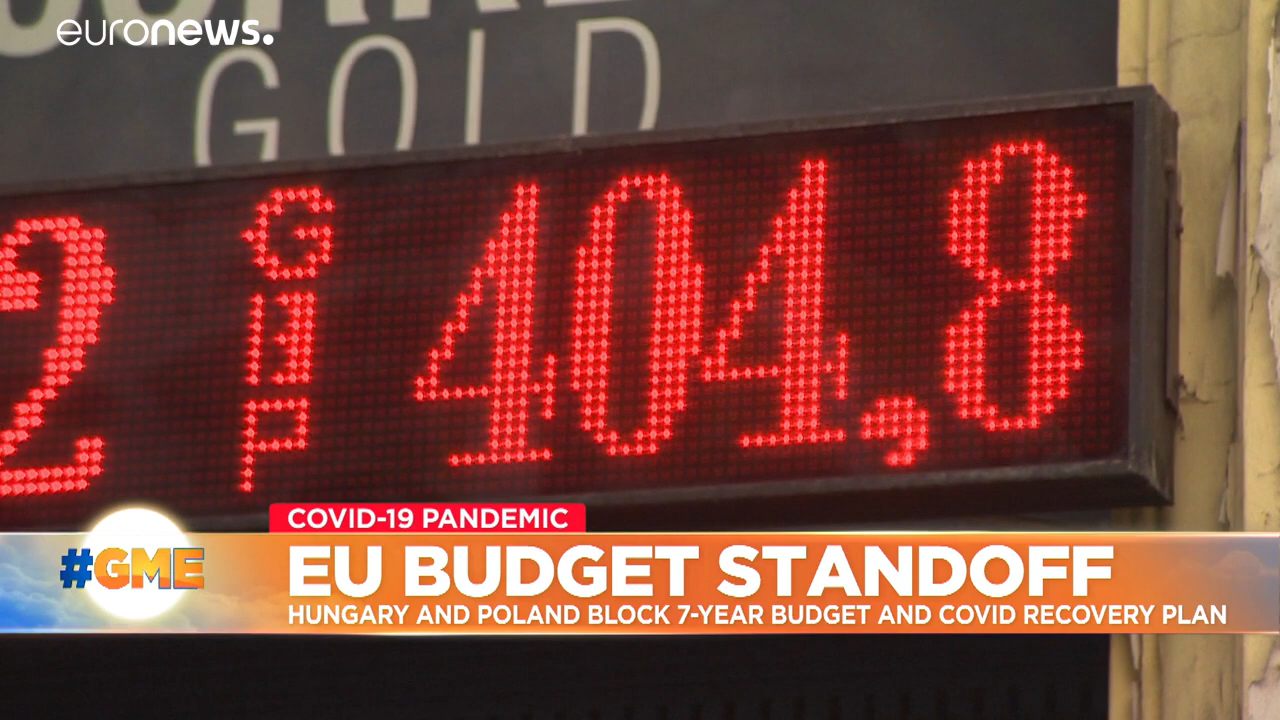 euronews.
GOLD
2 GBP 404,8
COVID-19 PANDEMIC
#GME
EU BUDGET STANDOFF
HUNGARY AND POLAND BLOCK 7-YEAR BUDGET AND COVID RECOVERY PLAN